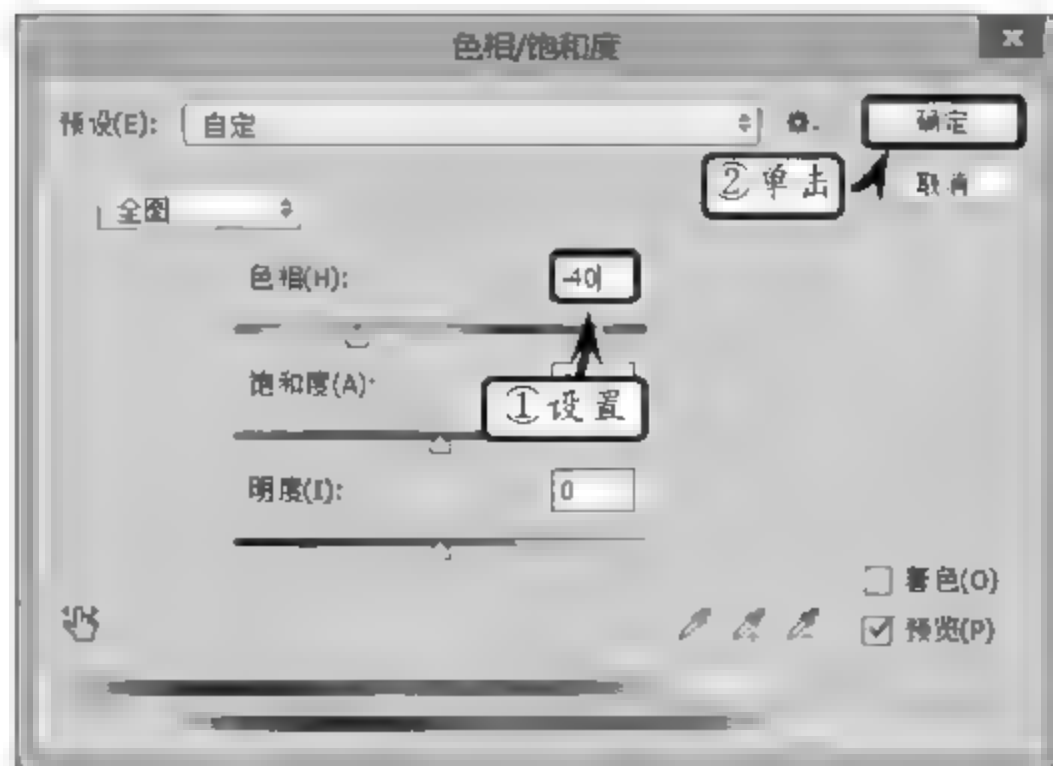 色相/饱和度
预设(E): 自定
确定
②单击
取消
全图
色相(H): -40
饱和度(A):
①设置
明度(I): 0
着色(O)
预览(P)